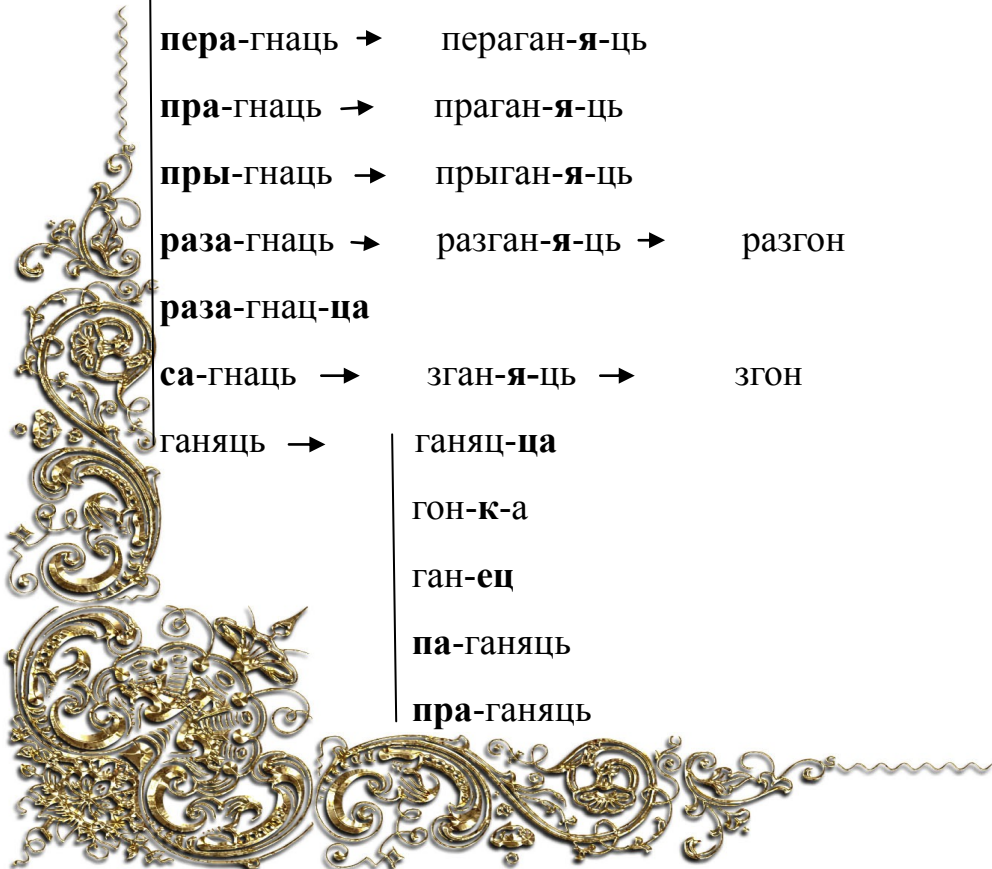 пера-гнаць → пераган-я-ць
пра-гнаць → праган-я-ць
пры-гнаць → прыган-я-ць
раза-гнаць → разган-я-ць → разгон
раза-гнац-ца
са-гнаць → зган-я-ць → згон
ганяць → ганяц-ца
гон-к-а
ган-ец
па-ганяць
пра-ганяць